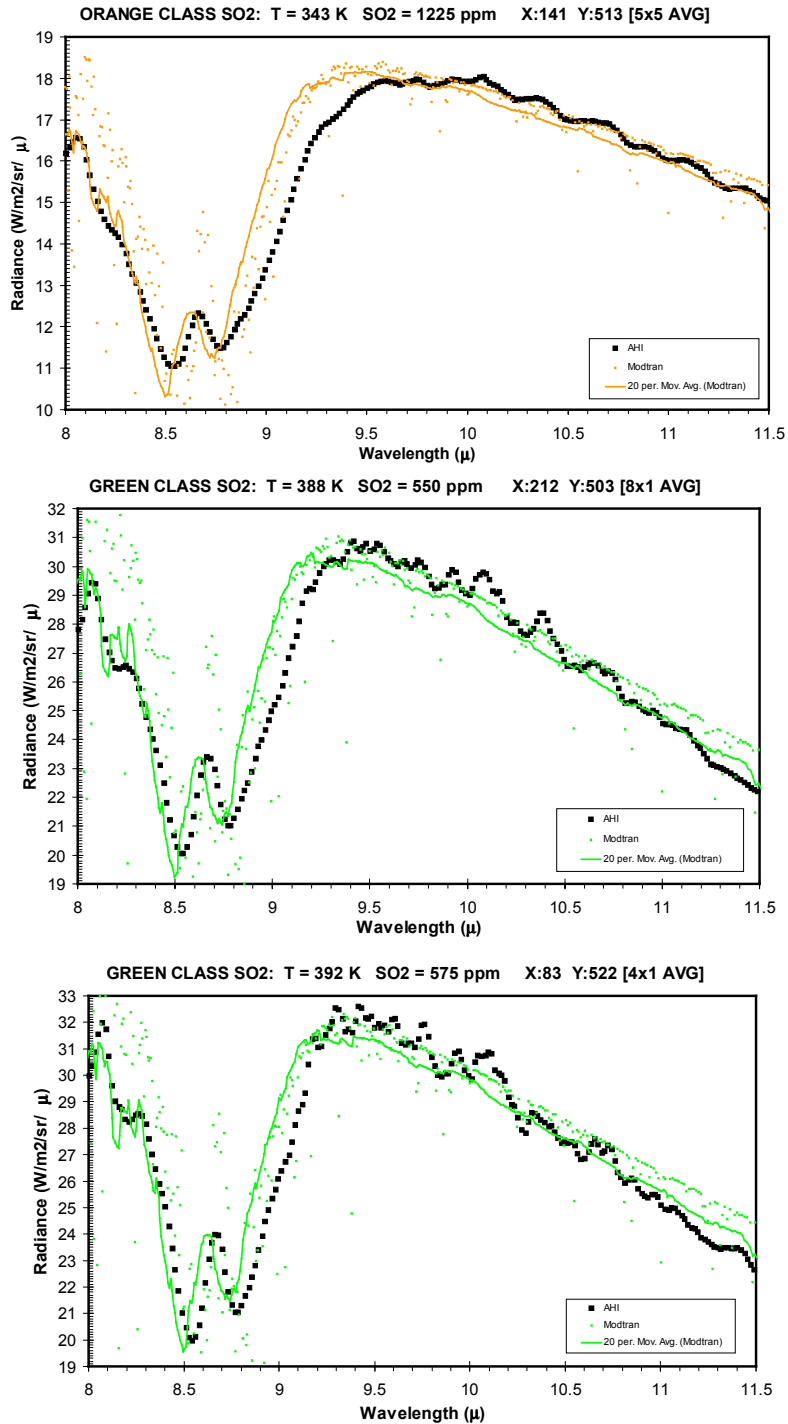 ORANGE CLASS SO2: T = 343 K SO2 = 1225 ppm X:141 Y:513 [5x5 AVG]
19
18
17
16
15
14
13
12
11
10
Radiance (W/m2/sr/ µ)
AHI
Modtran
20 per. Mov. Avg. (Modtran)
8 8.5 9 9.5 10 10.5 11 11.5
Wavelength (µ)
GREEN CLASS SO2: T = 388 K SO2 = 550 ppm X:212 Y:503 [8x1 AVG]
32
31
30
29
28
27
26
25
24
23
22
21
20
19
Radiance (W/m2/sr/ µ)
AHI
Modtran
20 per. Mov. Avg. (Modtran)
8 8.5 9 9.5 10 10.5 11 11.5
Wavelength (µ)
GREEN CLASS SO2: T = 392 K SO2 = 575 ppm X:83 Y:522 [4x1 AVG]
33
32
31
30
29
28
27
26
25
24
23
22
21
20
19
Radiance (W/m2/sr/ µ)
AHI
Modtran
20 per. Mov. Avg. (Modtran)
8 8.5 9 9.5 10 10.5 11 11.5
Wavelength (µ)